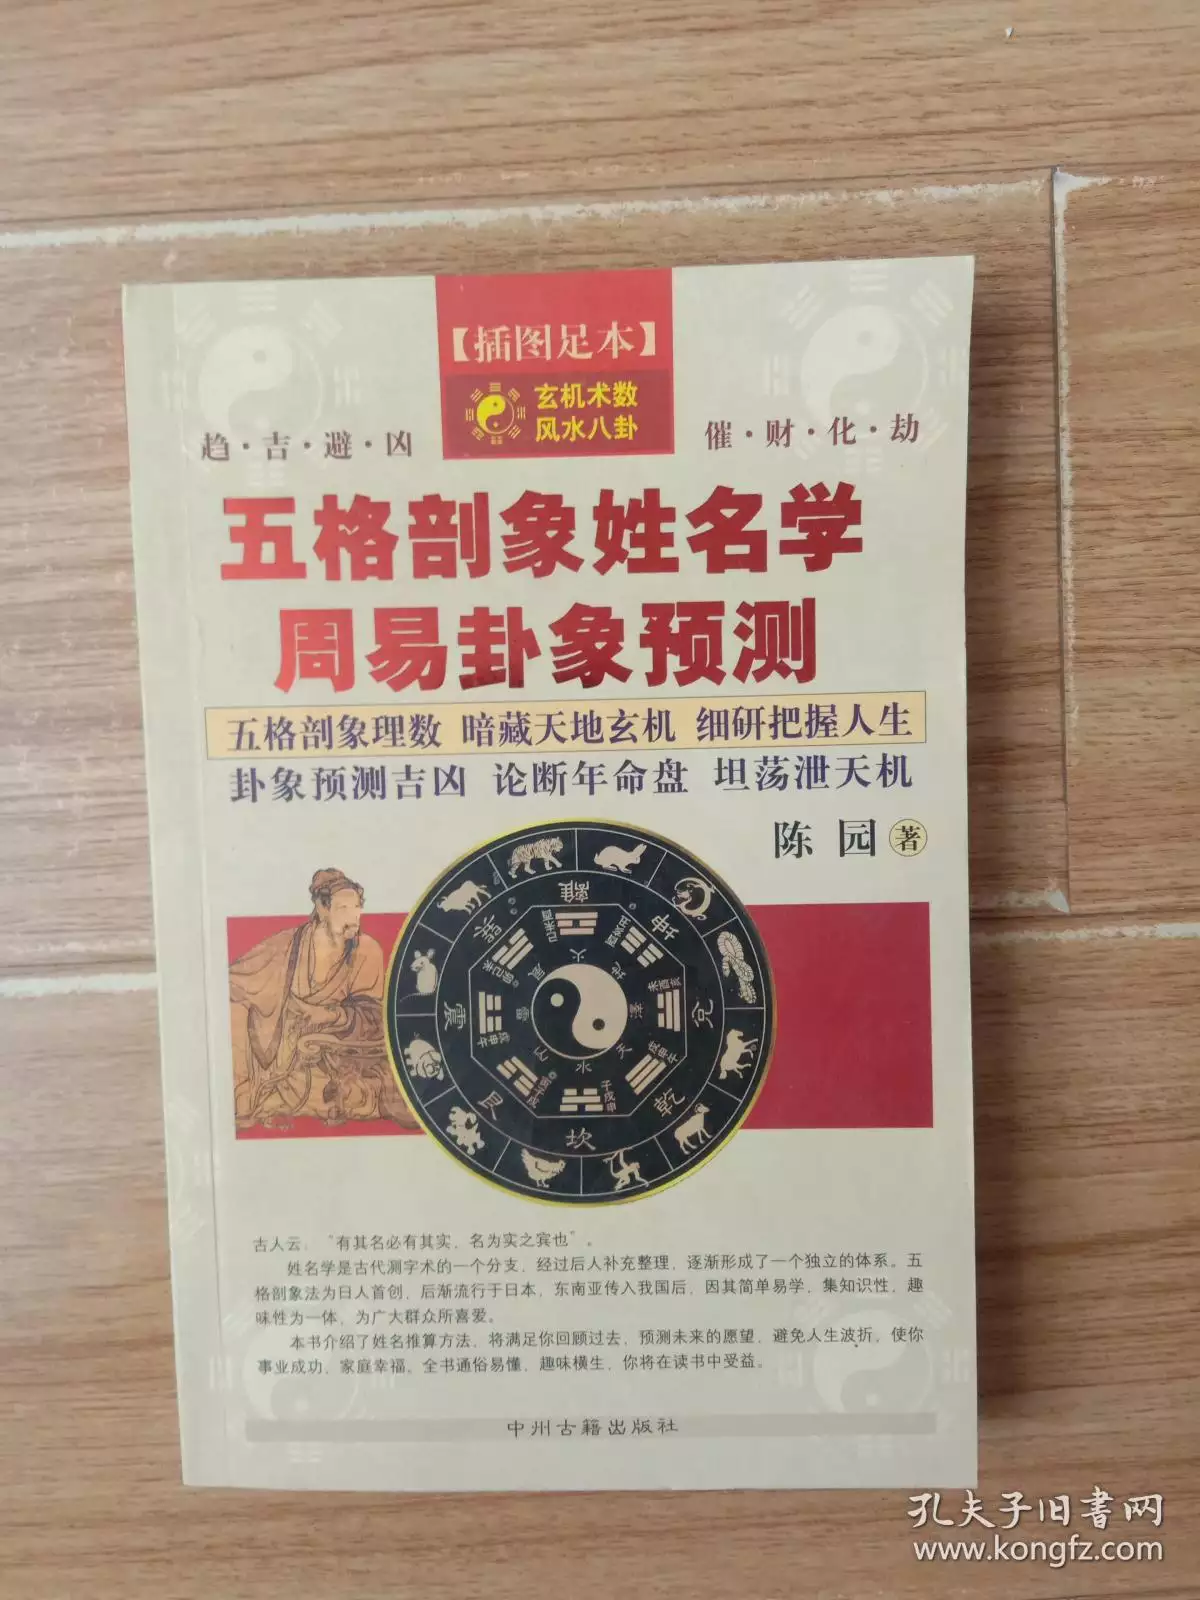 【插图足本】
玄机术数
风水八卦
趋·吉·避·凶
催·财·化·劫
五格剖象姓名学
周易卦象预测
五格剖象理数 暗藏天地玄机 细研把握人生
卦象预测吉凶 论断年命盘 坦荡泄天机
陈园 著
離
坤
兌
乾
坎
艮
震
火
地
泽
天
水
古人云:“有其名必有其实,名为实之宾也”。
姓名学是古代测字术的一个分支,经过后人补充整理,逐渐形成了一个独立的体系。五
格剖象法为日人首创,后渐流行于日本,东南亚传入我国后,因其简单易学,集知识性,趣
味性为一体,为广大群众所喜爱。
本书介绍了姓名推算方法,将满足你回顾过去,预测未来的愿望,避免人生波折,使你
事业成功,家庭幸福。全书通俗易懂,趣味横生,你将在读书中受益。
中州古籍出版社
孔夫子旧书网
www.kongfz.com